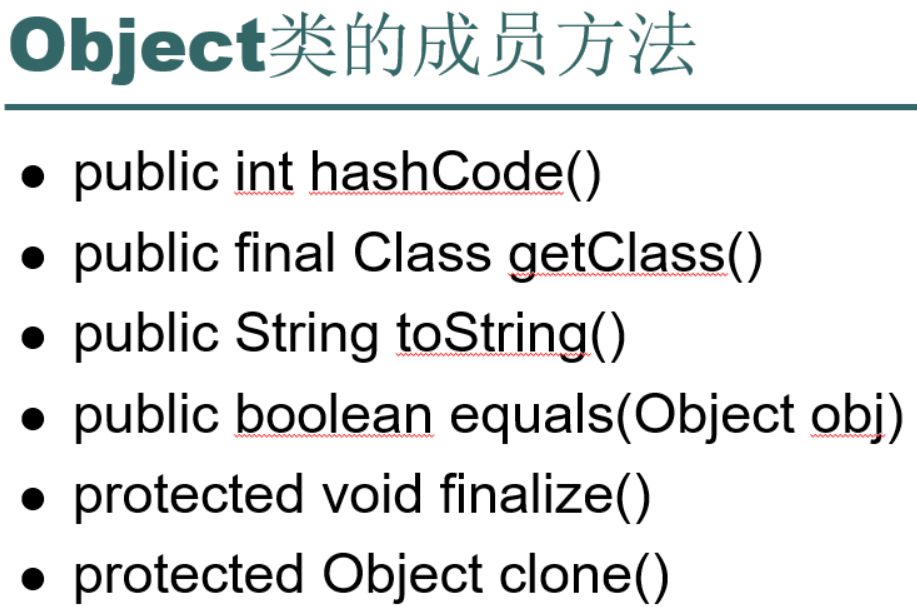 Object类的成员方法
● public int hashCode()
● public final Class getClass()
● public String toString()
● public boolean equals(Object obj)
● protected void finalize()
● protected Object clone()